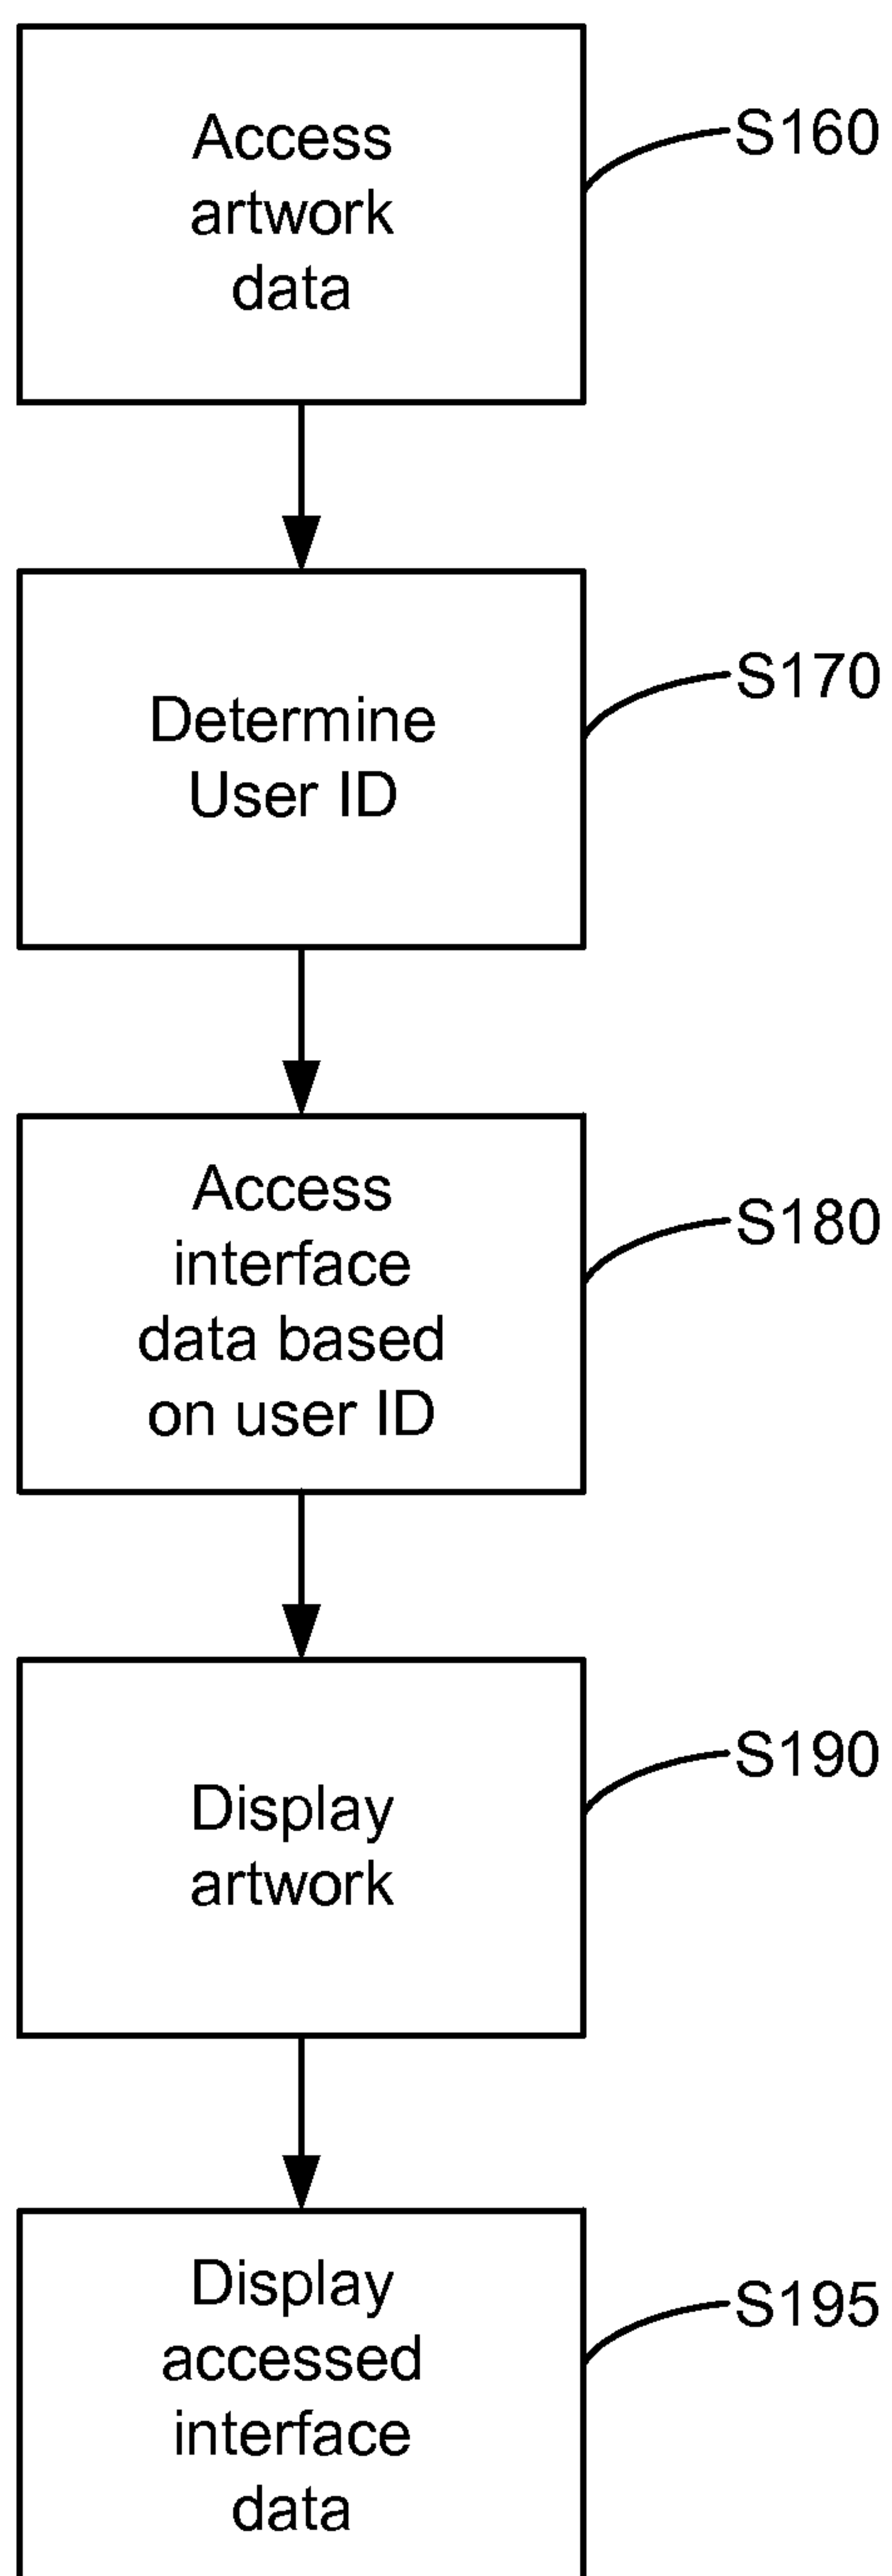 Access
artwork
data
S160
Determine
User ID
S170
Access
interface
data based
on user ID
S180
Display
artwork
S190
Display
accessed
interface
data
S195